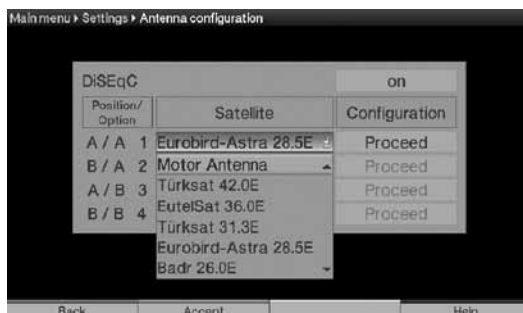 Main menu ▸ Settings ▸ Antenna configuration
DiSEqC on
Position/
Option Satellite Configuration
A / A 1 Eurobird-Astra 28.5E Proceed
B / A 2 Motor Antenna Proceed
A / B 3 Türksat 42.0E Proceed
B / B 4 EutelSat 36.0E Proceed
Türksat 31.3E
Eurobird-Astra 28.5E
Badr 26.0E
Back Accept Help